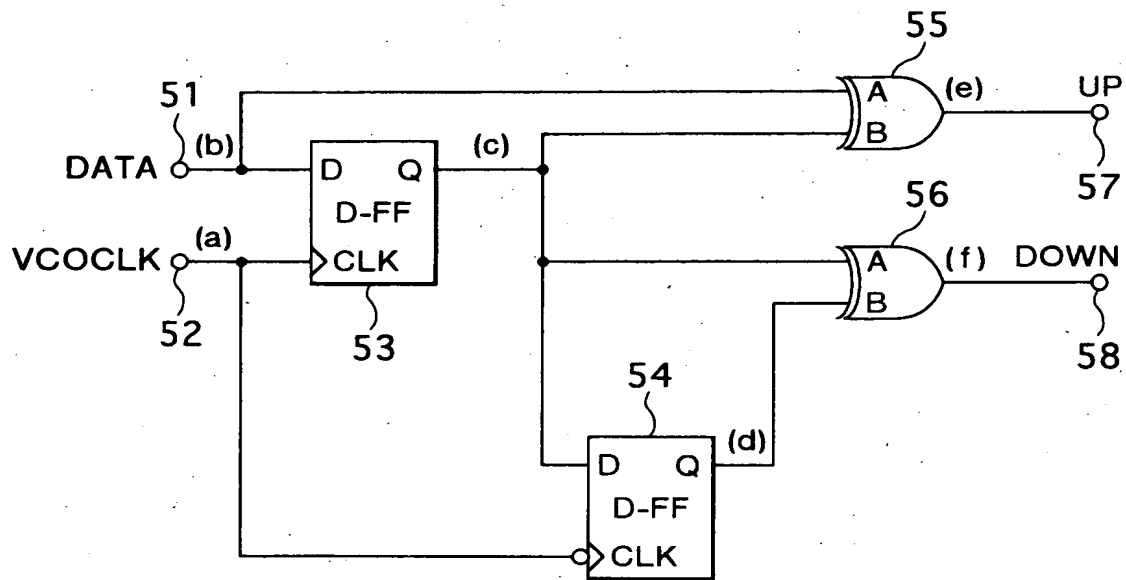 55
UP
51
A
(e)
(b)
(c)
B
DATA
D Q
57
D-FF
56
VCOCLK
(a)
CLK
A
(f)
DOWN
B
52
53
58
54
D Q
(d)
D-FF
CLK